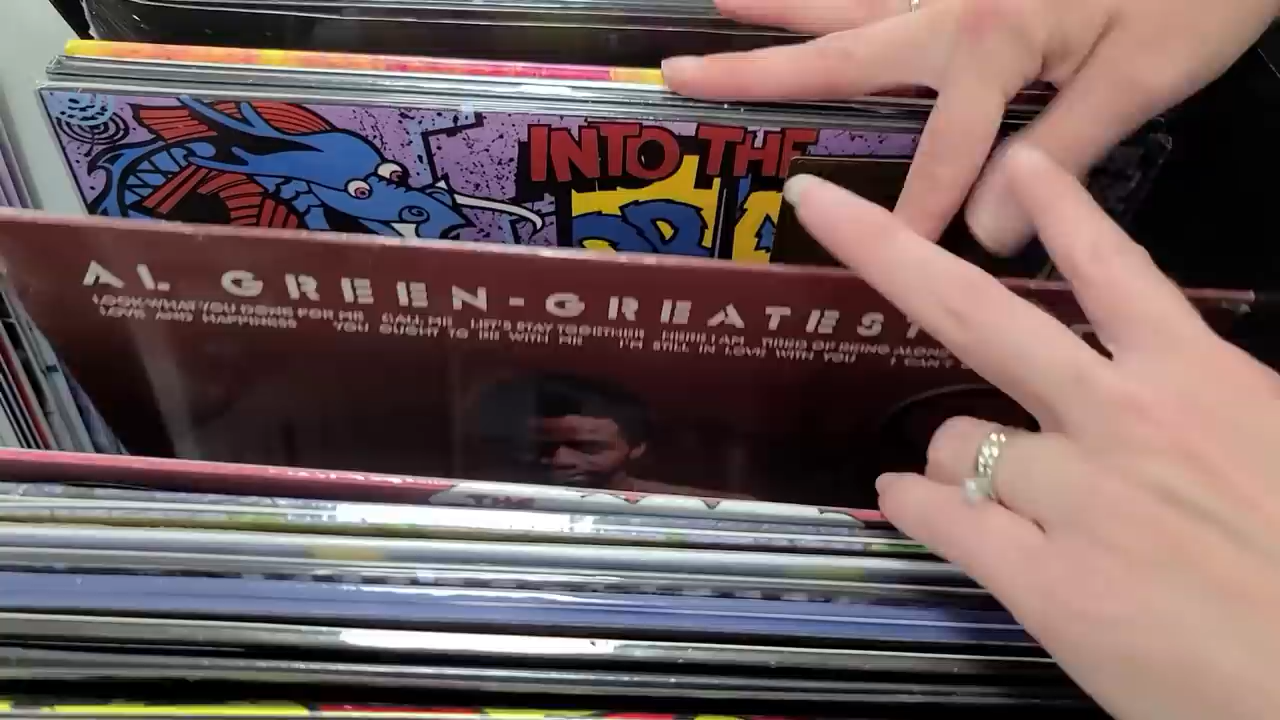 INTO THE
AL GREEN-GREATEST
LOOK WHAT YOU DONE FOR ME CALL ME LET'S STAY TOGETHER HERE I AM TIRED OF BEING ALONE
LOVE AND HAPPINESS YOU OUGHT TO BE WITH ME I'M STILL IN LOVE WITH YOU I CAN'T